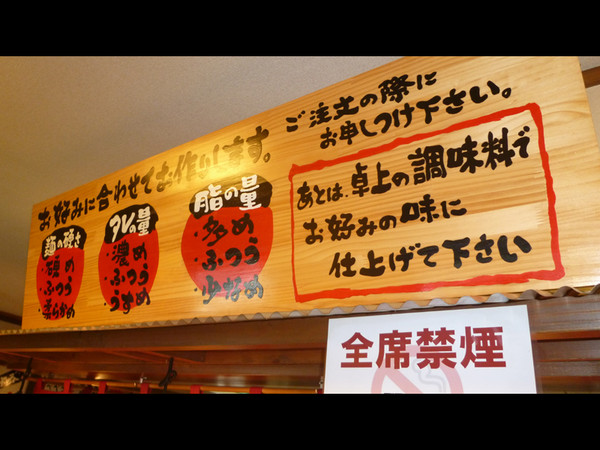 お好みに合わせてお作りします。
ご注文の際に
お申しつけ下さい。
麺の硬さ
・硬め
・ふつう
・柔らかめ
タレの量
・濃め
・ふつう
・うすめ
脂の量
・多め
・ふつう
・少なめ
あとは、卓上の調味料で
お好みの味に
仕上げて下さい
全席禁煙